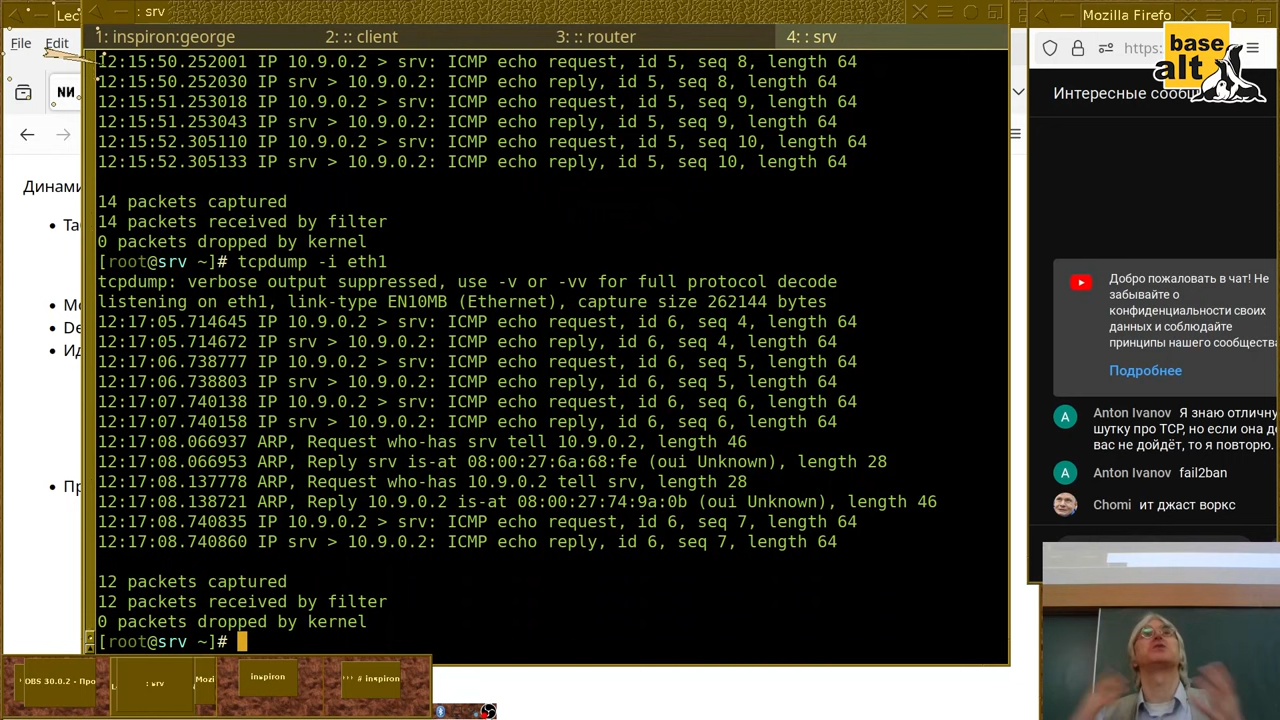 Lec
: srv
Mozilla Firefo
1: inspiron:george
2: :: client
3: :: router
4: : srv
File Edit
https:
base
alt
12:15:50.252001 IP 10.9.0.2 > srv: ICMP echo request, id 5, seq 8, length 64
12:15:50.252030 IP srv > 10.9.0.2: ICMP echo reply, id 5, seq 8, length 64
12:15:51.253018 IP 10.9.0.2 > srv: ICMP echo request, id 5, seq 9, length 64
12:15:51.253043 IP srv > 10.9.0.2: ICMP echo reply, id 5, seq 9, length 64
12:15:52.305110 IP 10.9.0.2 > srv: ICMP echo request, id 5, seq 10, length 64
12:15:52.305133 IP srv > 10.9.0.2: ICMP echo reply, id 5, seq 10, length 64
14 packets captured
14 packets received by filter
0 packets dropped by kernel
[root@srv ~]# tcpdump -i eth1
tcpdump: verbose output suppressed, use -v or -vv for full protocol decode
listening on eth1, link-type EN10MB (Ethernet), capture size 262144 bytes
12:17:05.714645 IP 10.9.0.2 > srv: ICMP echo request, id 6, seq 4, length 64
12:17:05.714672 IP srv > 10.9.0.2: ICMP echo reply, id 6, seq 4, length 64
12:17:06.738777 IP 10.9.0.2 > srv: ICMP echo request, id 6, seq 5, length 64
12:17:06.738803 IP srv > 10.9.0.2: ICMP echo reply, id 6, seq 5, length 64
12:17:07.740138 IP 10.9.0.2 > srv: ICMP echo request, id 6, seq 6, length 64
12:17:07.740158 IP srv > 10.9.0.2: ICMP echo reply, id 6, seq 6, length 64
12:17:08.066937 ARP, Request who-has srv tell 10.9.0.2, length 46
12:17:08.066953 ARP, Reply srv is-at 08:00:27:6a:68:fe (oui Unknown), length 28
12:17:08.137778 ARP, Request who-has 10.9.0.2 tell srv, length 28
12:17:08.138721 ARP, Reply 10.9.0.2 is-at 08:00:27:74:9a:0b (oui Unknown), length 46
12:17:08.740835 IP 10.9.0.2 > srv: ICMP echo request, id 6, seq 7, length 64
12:17:08.740860 IP srv > 10.9.0.2: ICMP echo reply, id 6, seq 7, length 64
12 packets captured
12 packets received by filter
0 packets dropped by kernel
[root@srv ~]#
Динами
Та
Мо
De
Ид
Пр
Интересные сообщ
Добро пожаловать в чат! Не
забывайте о
конфиденциальности своих
данных и соблюдайте
принципы нашего сообществ
Подробнее
A
Anton Ivanov Я знаю отличну
шутку про TCP, но если она д
вас не дойдёт, то я повторю.
A
Anton Ivanov fail2ban
Chomi ит джаст воркс
OBS 30.0.2 - Про
: srv
Mozi
inspiron
››› # inspiron